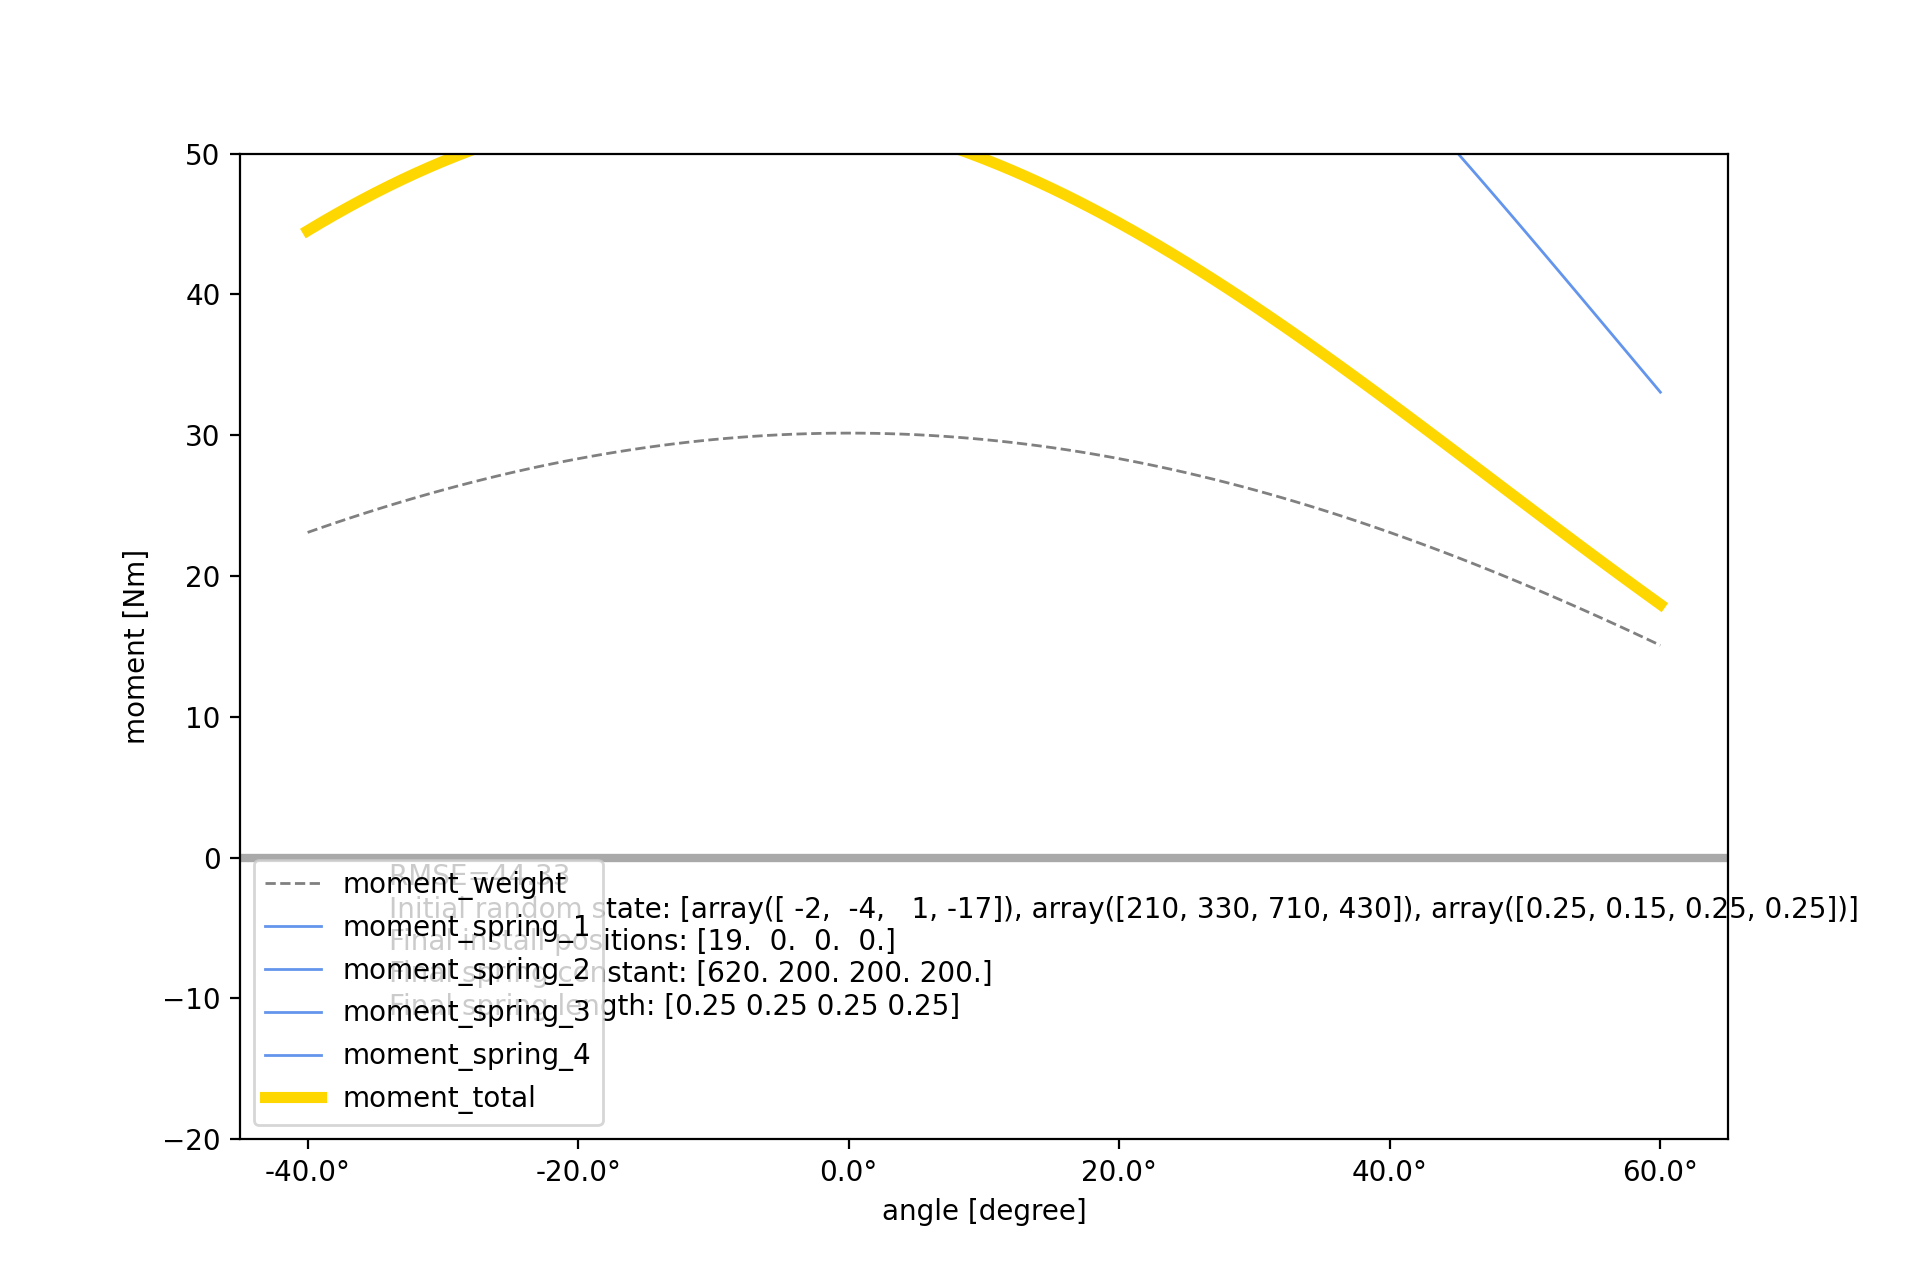 50
40
30
20
10
0
−10
−20
moment [Nm]
RMSE=44.33
Initial random state: [array([ -2,  -4,   1, -17]), array([210, 330, 710, 430]), array([0.25, 0.15, 0.25, 0.25])]
Final install positions: [19.  0.  0.  0.]
Final spring constant: [620. 200. 200. 200.]
Final spring length: [0.25 0.25 0.25 0.25]
moment_weight
moment_spring_1
moment_spring_2
moment_spring_3
moment_spring_4
moment_total
-40.0° -20.0° 0.0° 20.0° 40.0° 60.0°
angle [degree]